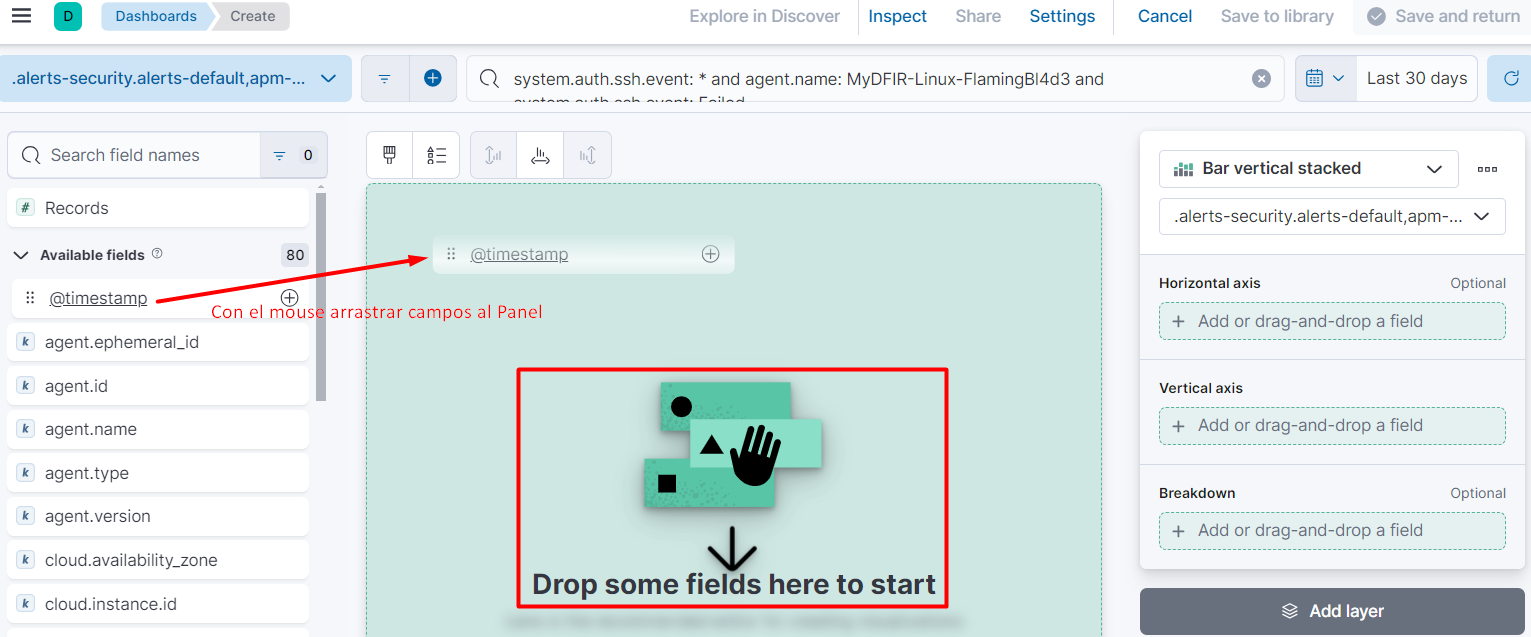 D
Dashboards
Create
Explore in Discover
Inspect
Share
Settings
Cancel
Save to library
Save and return
.alerts-security.alerts-default,apm-...
system.auth.ssh.event: * and agent.name: MyDFIR-Linux-FlamingBl4d3 and
system.auth.ssh.event: Failed
Last 30 days
Search field names
0
# Records
Available fields
80
@timestamp
k agent.ephemeral_id
k agent.id
k agent.name
k agent.type
k agent.version
k cloud.availability_zone
k cloud.instance.id
@timestamp
Con el mouse arrastrar campos al Panel
Drop some fields here to start
Bar vertical stacked
.alerts-security.alerts-default,apm-...
Horizontal axis
Optional
Add or drag-and-drop a field
Vertical axis
Add or drag-and-drop a field
Breakdown
Optional
Add or drag-and-drop a field
Add layer